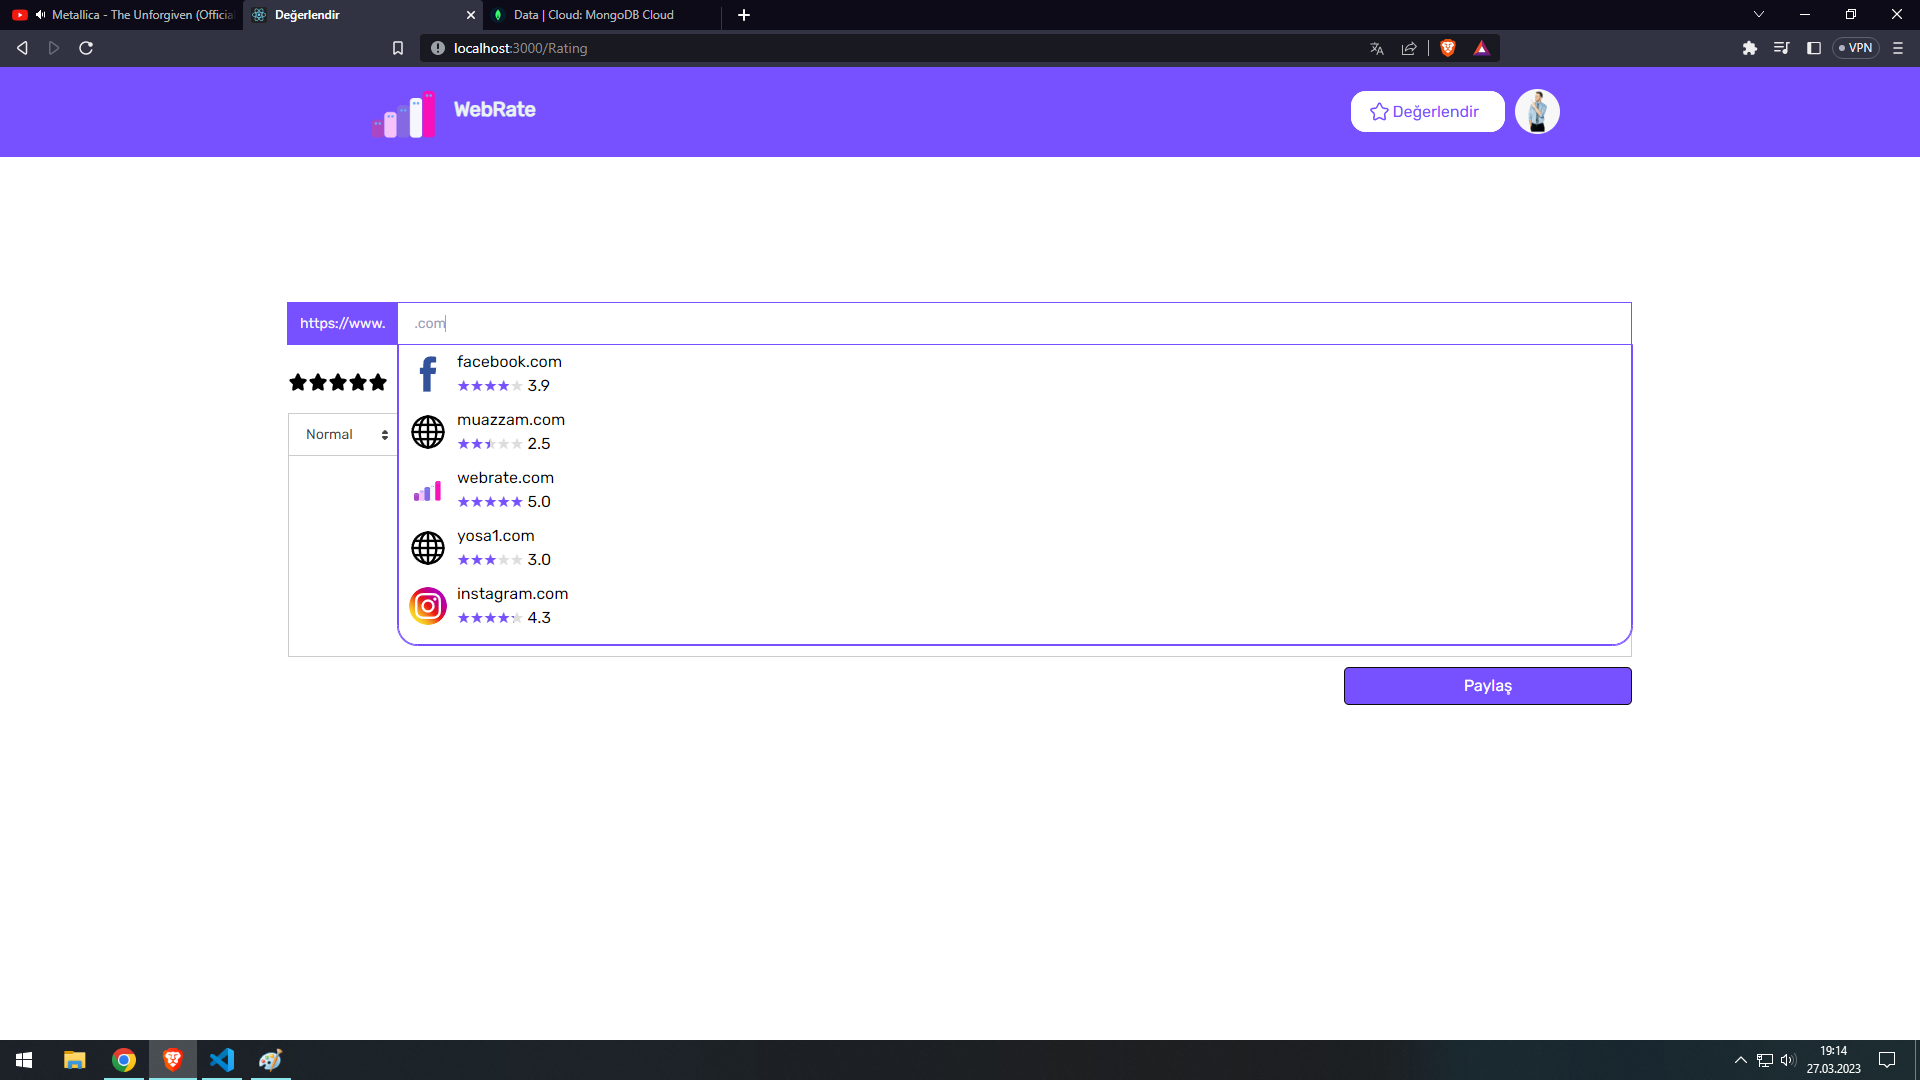 Metallica - The Unforgiven (Officia
Değerlendir
Data | Cloud: MongoDB Cloud
localhost:3000/Rating
VPN
WebRate
Değerlendir
https://www.
.com
facebook.com
3.9
Normal
muazzam.com
2.5
webrate.com
5.0
yosa1.com
3.0
instagram.com
4.3
Paylaş
19:14
27.03.2023